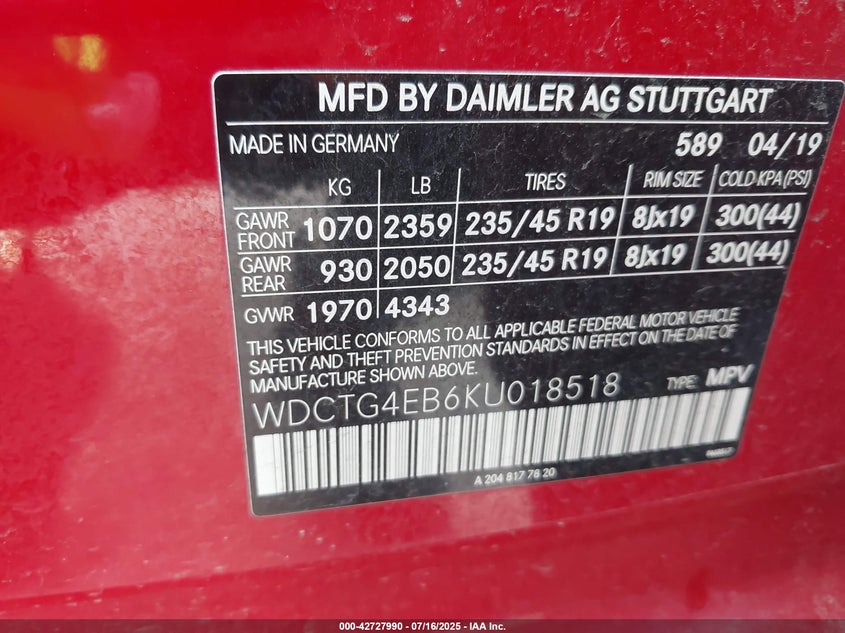 MFD BY DAIMLER AG STUTTGART
MADE IN GERMANY 589 04/19
KG LB TIRES RIM SIZE COLD KPA (PSI)
GAWR FRONT 1070 2359 235/45 R19 8Jx19 300(44)
GAWR REAR 930 2050 235/45 R19 8Jx19 300(44)
GVWR 1970 4343
THIS VEHICLE CONFORMS TO ALL APPLICABLE FEDERAL MOTOR VEHICLE
SAFETY AND THEFT PREVENTION STANDARDS IN EFFECT ON THE DATE OF
MANUFACTURE SHOWN ABOVE.
WDCTG4EB6KU018518 TYPE: MPV
A 204 817 78 20
000-42727990 - 07/16/2025 - IAA Inc.